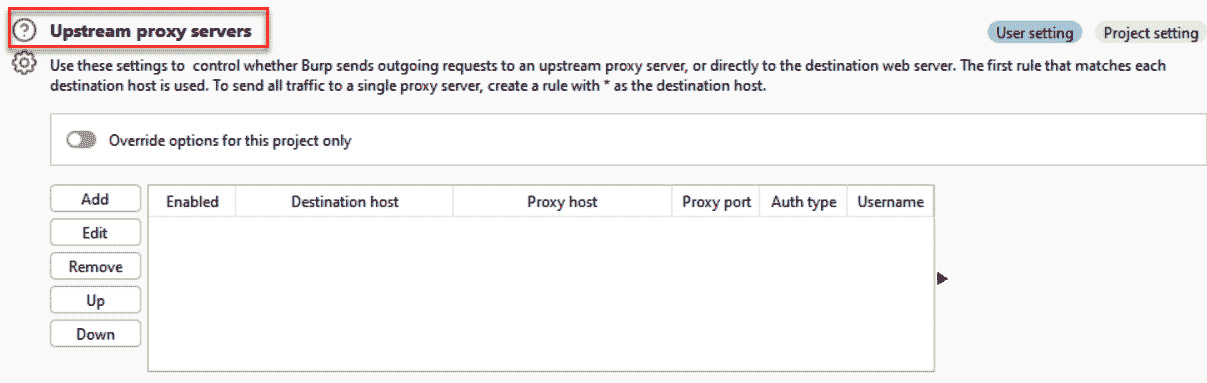 ? Upstream proxy servers
User setting Project setting
Use these settings to control whether Burp sends outgoing requests to an upstream proxy server, or directly to the destination web server. The first rule that matches each
destination host is used. To send all traffic to a single proxy server, create a rule with * as the destination host.
Override options for this project only
Add
Edit
Remove
Up
Down
Enabled Destination host Proxy host Proxy port Auth type Username